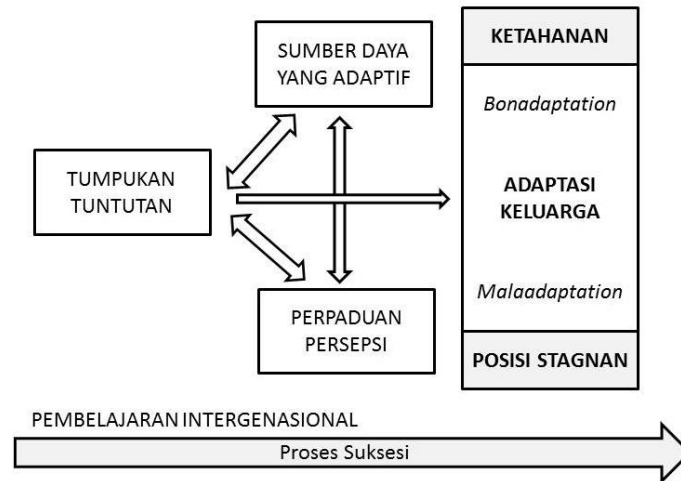 SUMBER DAYA
YANG ADAPTIF
KETAHANAN
Bonadaptation
TUMPUKAN
TUNTUTAN
ADAPTASI
KELUARGA
Malaadaptation
PERPADUAN
PERSEPSI
POSISI STAGNAN
PEMBELAJARAN INTERGENASIONAL
Proses Suksesi